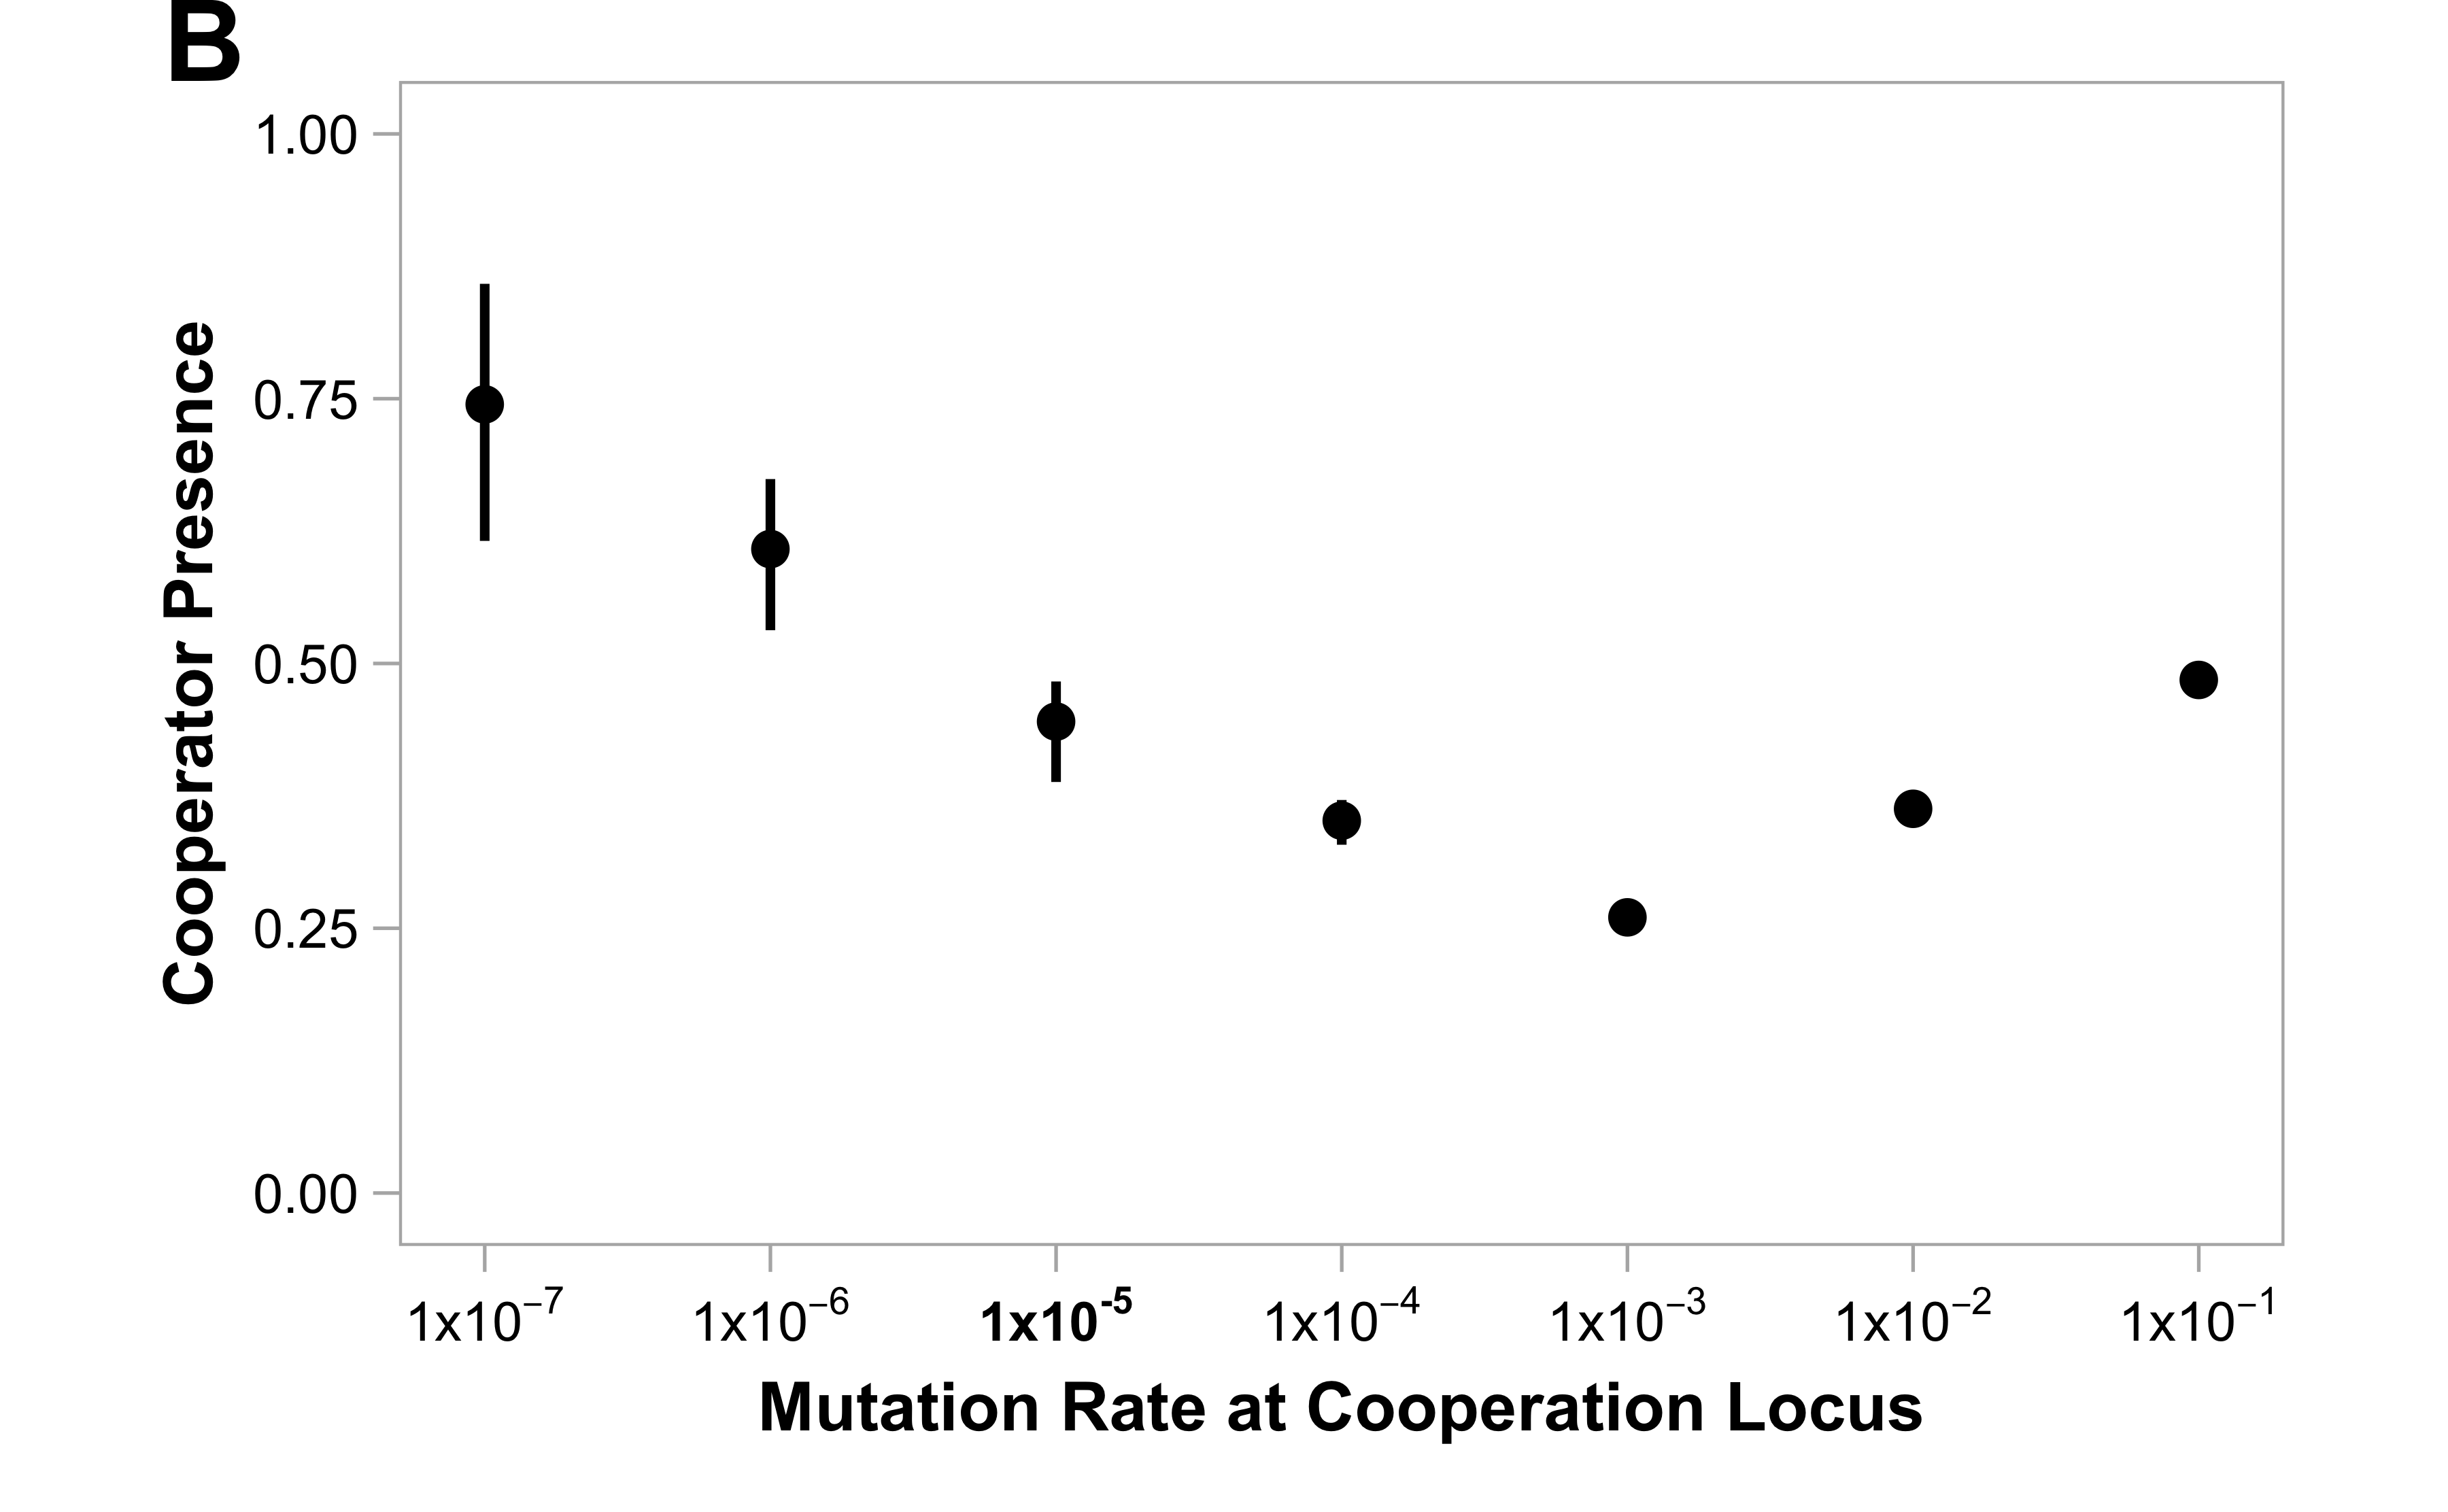 B
1.00
0.75
0.50
0.25
0.00
Cooperator Presence
1x10⁻⁷ 1x10⁻⁶ 1x10⁻⁵ 1x10⁻⁴ 1x10⁻³ 1x10⁻² 1x10⁻¹
Mutation Rate at Cooperation Locus